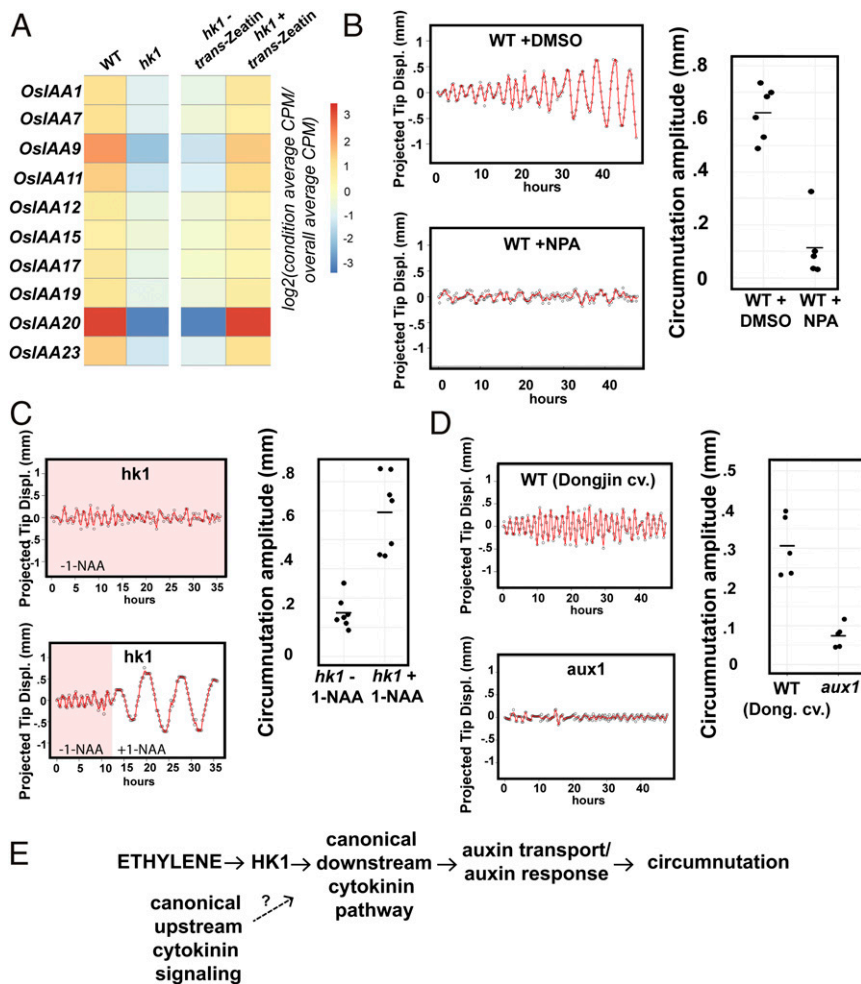 A
WT
hk1
hk1 -
trans-Zeatin
hk1 +
trans-Zeatin
OsIAA1
OsIAA7
OsIAA9
OsIAA11
OsIAA12
OsIAA15
OsIAA17
OsIAA19
OsIAA20
OsIAA23
3
2
1
0
-1
-2
-3
log2(condition average CPM/
overall average CPM)
B
Projected Tip Displ. (mm)
WT +DMSO
1
.5
0
-.5
-1
0 10 20 30 40
hours
Projected Tip Displ. (mm)
WT +NPA
1
.5
0
-.5
-1
0 10 20 30 40
hours
Circumnutation amplitude (mm)
.8
.6
.4
.2
0
WT +
DMSO
WT +
NPA
C
Projected Tip Displ. (mm)
hk1
1
.5
0
-.5
-1
-1-NAA
0 5 10 15 20 25 30 35
hours
Projected Tip Displ. (mm)
hk1
1
.5
0
-.5
-1
-1-NAA
+1-NAA
0 5 10 15 20 25 30 35
hours
Circumnutation amplitude (mm)
.8
.6
.4
.2
0
hk1 -
1-NAA
hk1 +
1-NAA
D
Projected Tip Displ. (mm)
WT (Dongjin cv.)
1
.5
0
-.5
-1
0 10 20 30 40
hours
Projected Tip Displ. (mm)
aux1
1
.5
0
-.5
-1
0 10 20 30 40
hours
Circumnutation amplitude (mm)
.5
.3
.2
.1
0
WT
(Dong. cv.)
aux1
E
ETHYLENE → HK1 → canonical
downstream
cytokinin
pathway → auxin transport/
auxin response → circumnutation
?
canonical
upstream
cytokinin
signaling